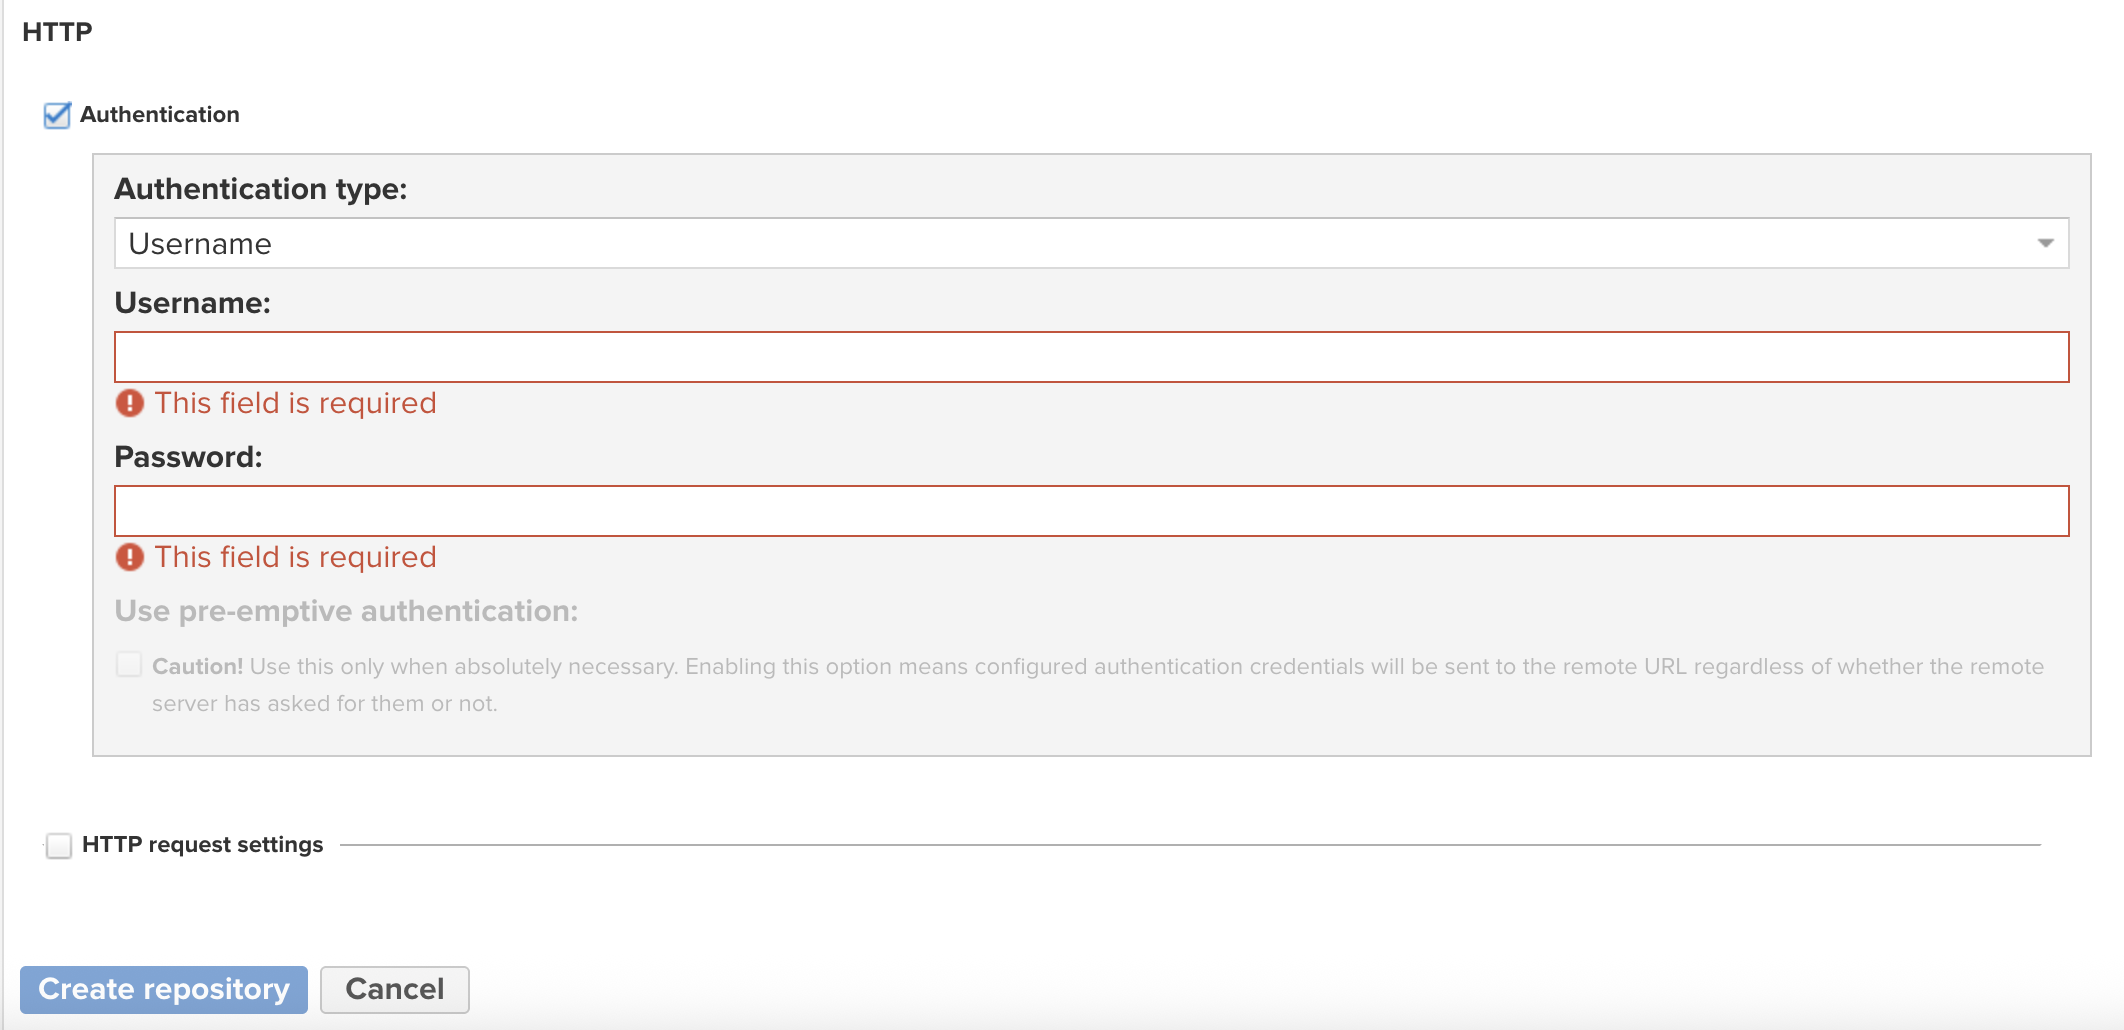 HTTP
Authentication
Authentication type:
Username
Username:
This field is required
Password:
This field is required
Use pre-emptive authentication:
Caution! Use this only when absolutely necessary. Enabling this option means configured authentication credentials will be sent to the remote URL regardless of whether the remote
server has asked for them or not.
HTTP request settings
Create repository
Cancel